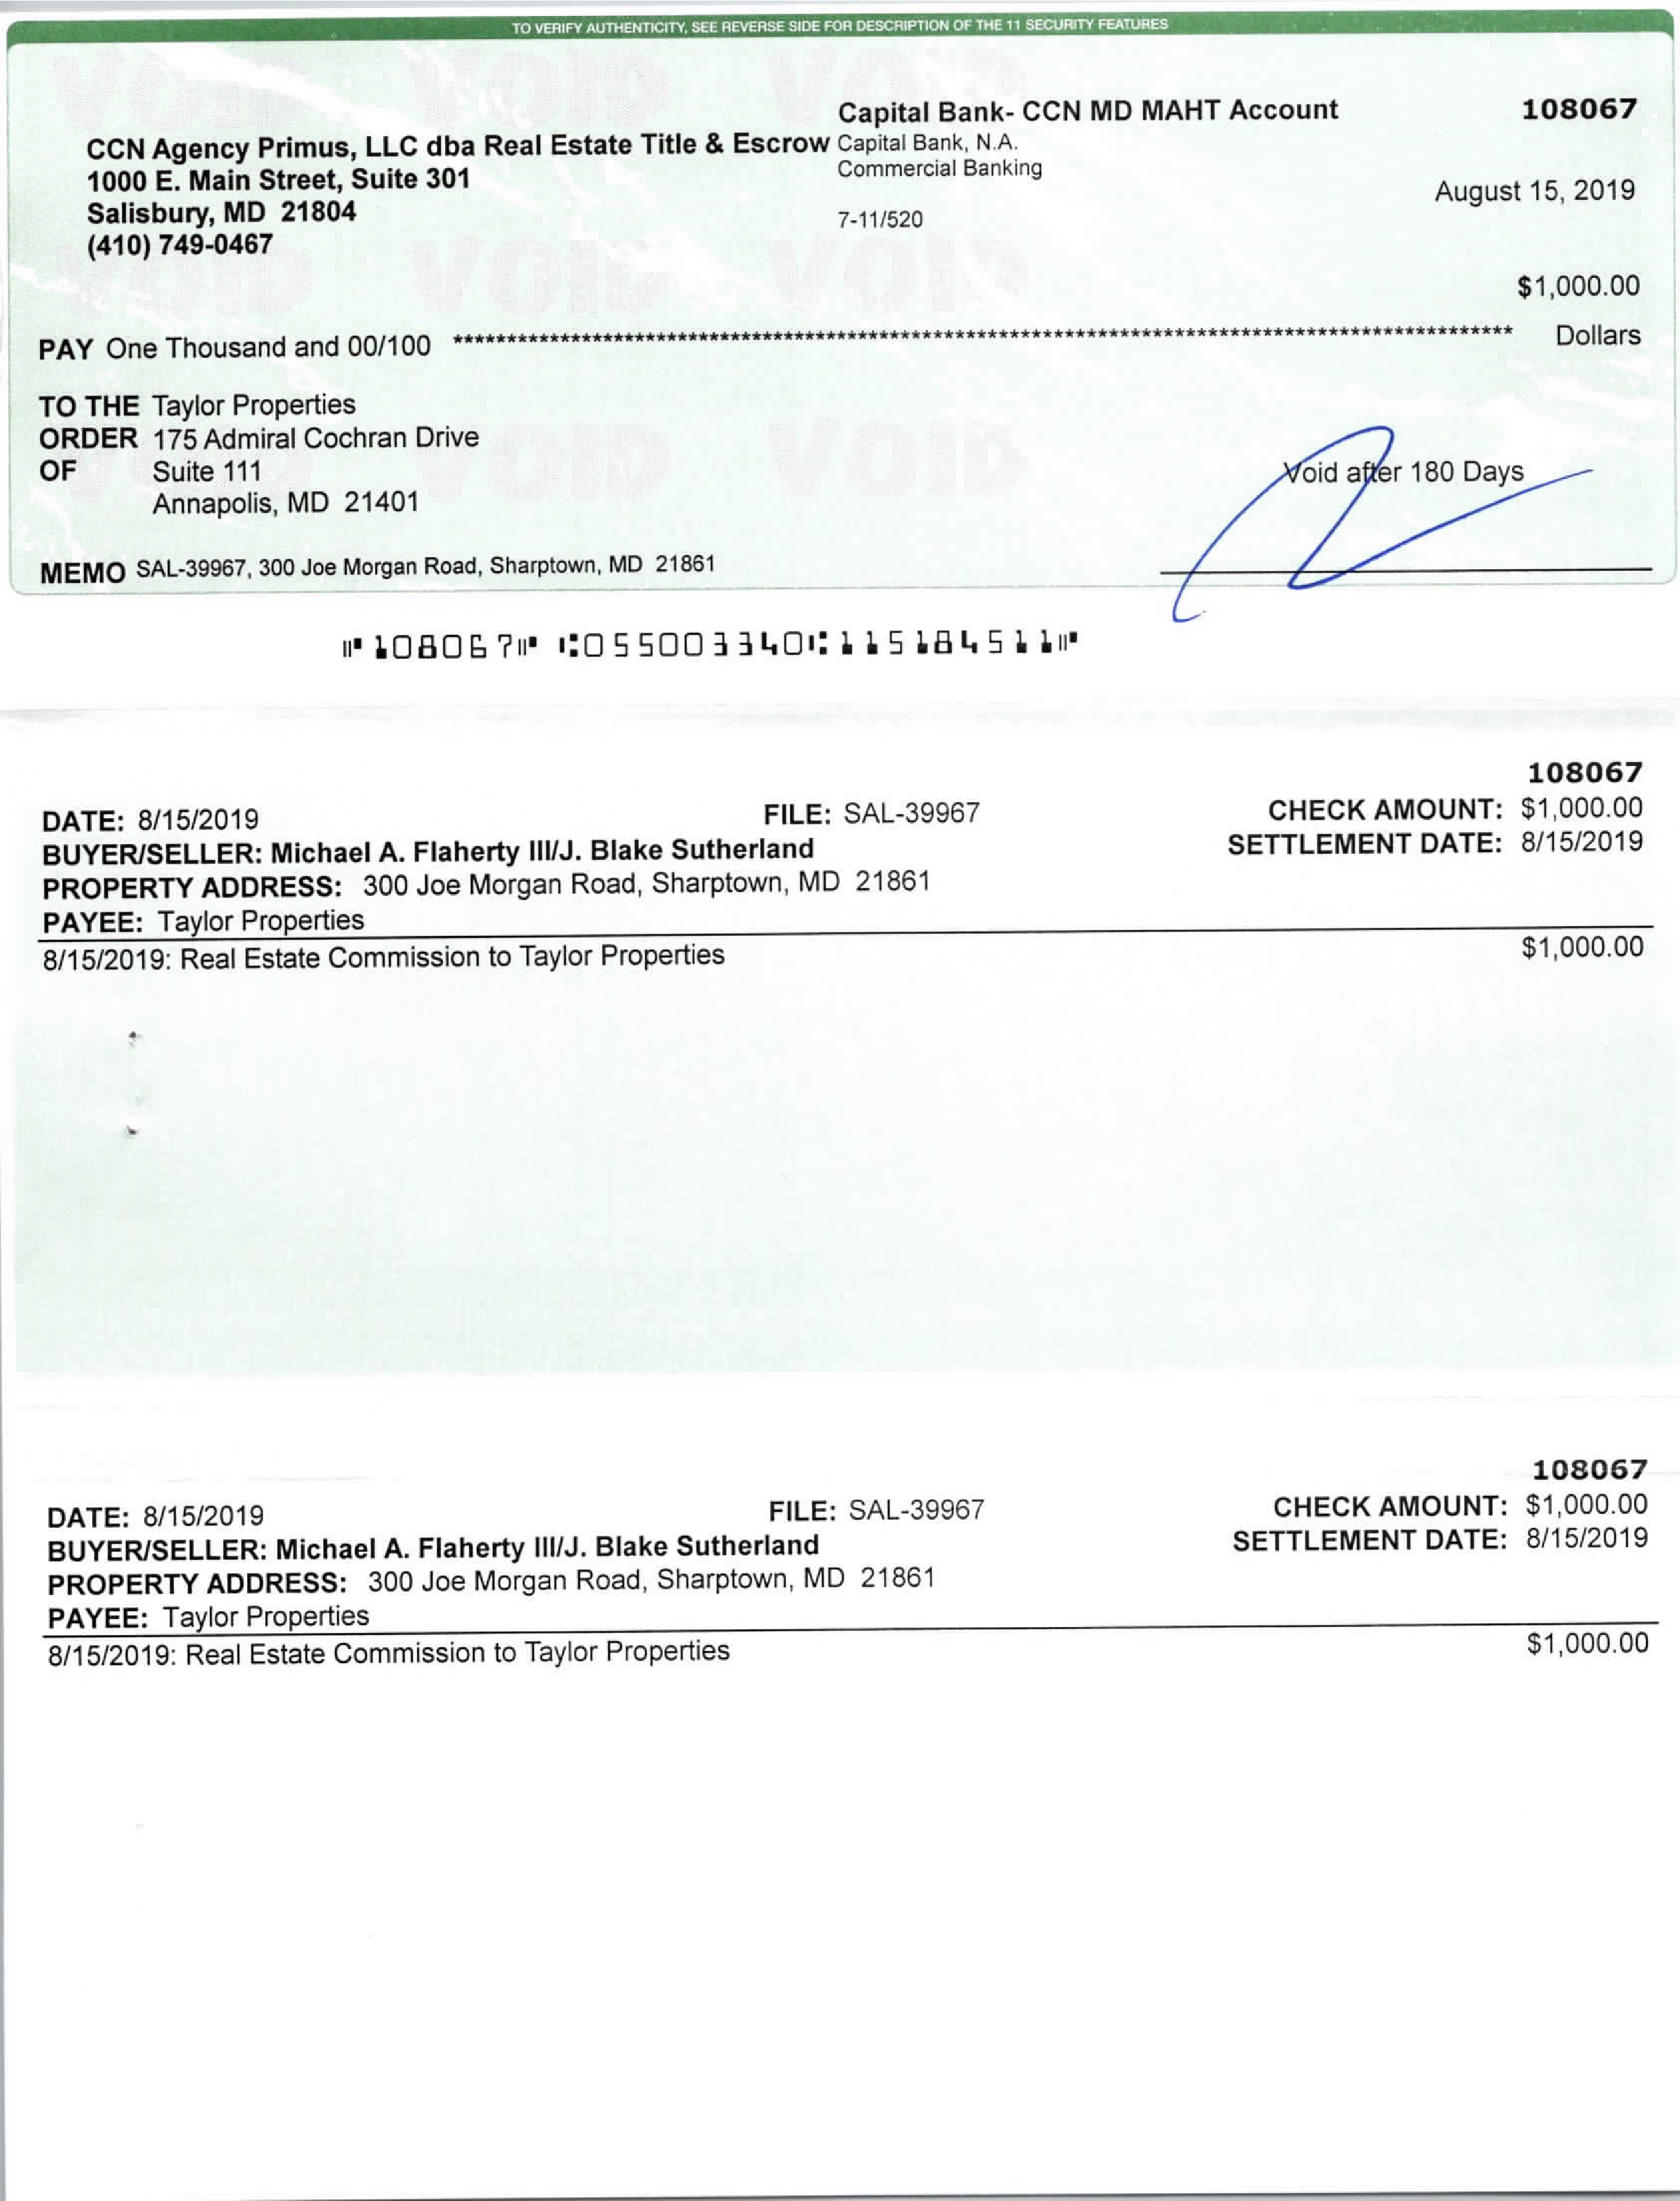 TO VERIFY AUTHENTICITY, SEE REVERSE SIDE FOR DESCRIPTION OF THE 11 SECURITY FEATURES
VOID VOID VOID
Capital Bank- CCN MD MAHT Account 108067
CCN Agency Primus, LLC dba Real Estate Title & Escrow Capital Bank, N.A.
1000 E. Main Street, Suite 301 Commercial Banking
Salisbury, MD 21804 August 15, 2019
(410) 749-0467 7-11/520
VOID VOID VOID
$1,000.00
PAY One Thousand and 00/100 ******************************************************************************************************** Dollars
TO THE Taylor Properties
ORDER 175 Admiral Cochran Drive
OF Suite 111
Annapolis, MD 21401
VOID VOID VOID
Void after 180 Days
MEMO SAL-39967, 300 Joe Morgan Road, Sharptown, MD 21861
⑈108067⑈ ⑆055003340⑆115184511⑈
108067
DATE: 8/15/2019 FILE: SAL-39967 CHECK AMOUNT: $1,000.00
BUYER/SELLER: Michael A. Flaherty III/J. Blake Sutherland SETTLEMENT DATE: 8/15/2019
PROPERTY ADDRESS: 300 Joe Morgan Road, Sharptown, MD 21861
PAYEE: Taylor Properties
8/15/2019: Real Estate Commission to Taylor Properties $1,000.00
108067
DATE: 8/15/2019 FILE: SAL-39967 CHECK AMOUNT: $1,000.00
BUYER/SELLER: Michael A. Flaherty III/J. Blake Sutherland SETTLEMENT DATE: 8/15/2019
PROPERTY ADDRESS: 300 Joe Morgan Road, Sharptown, MD 21861
PAYEE: Taylor Properties
8/15/2019: Real Estate Commission to Taylor Properties $1,000.00